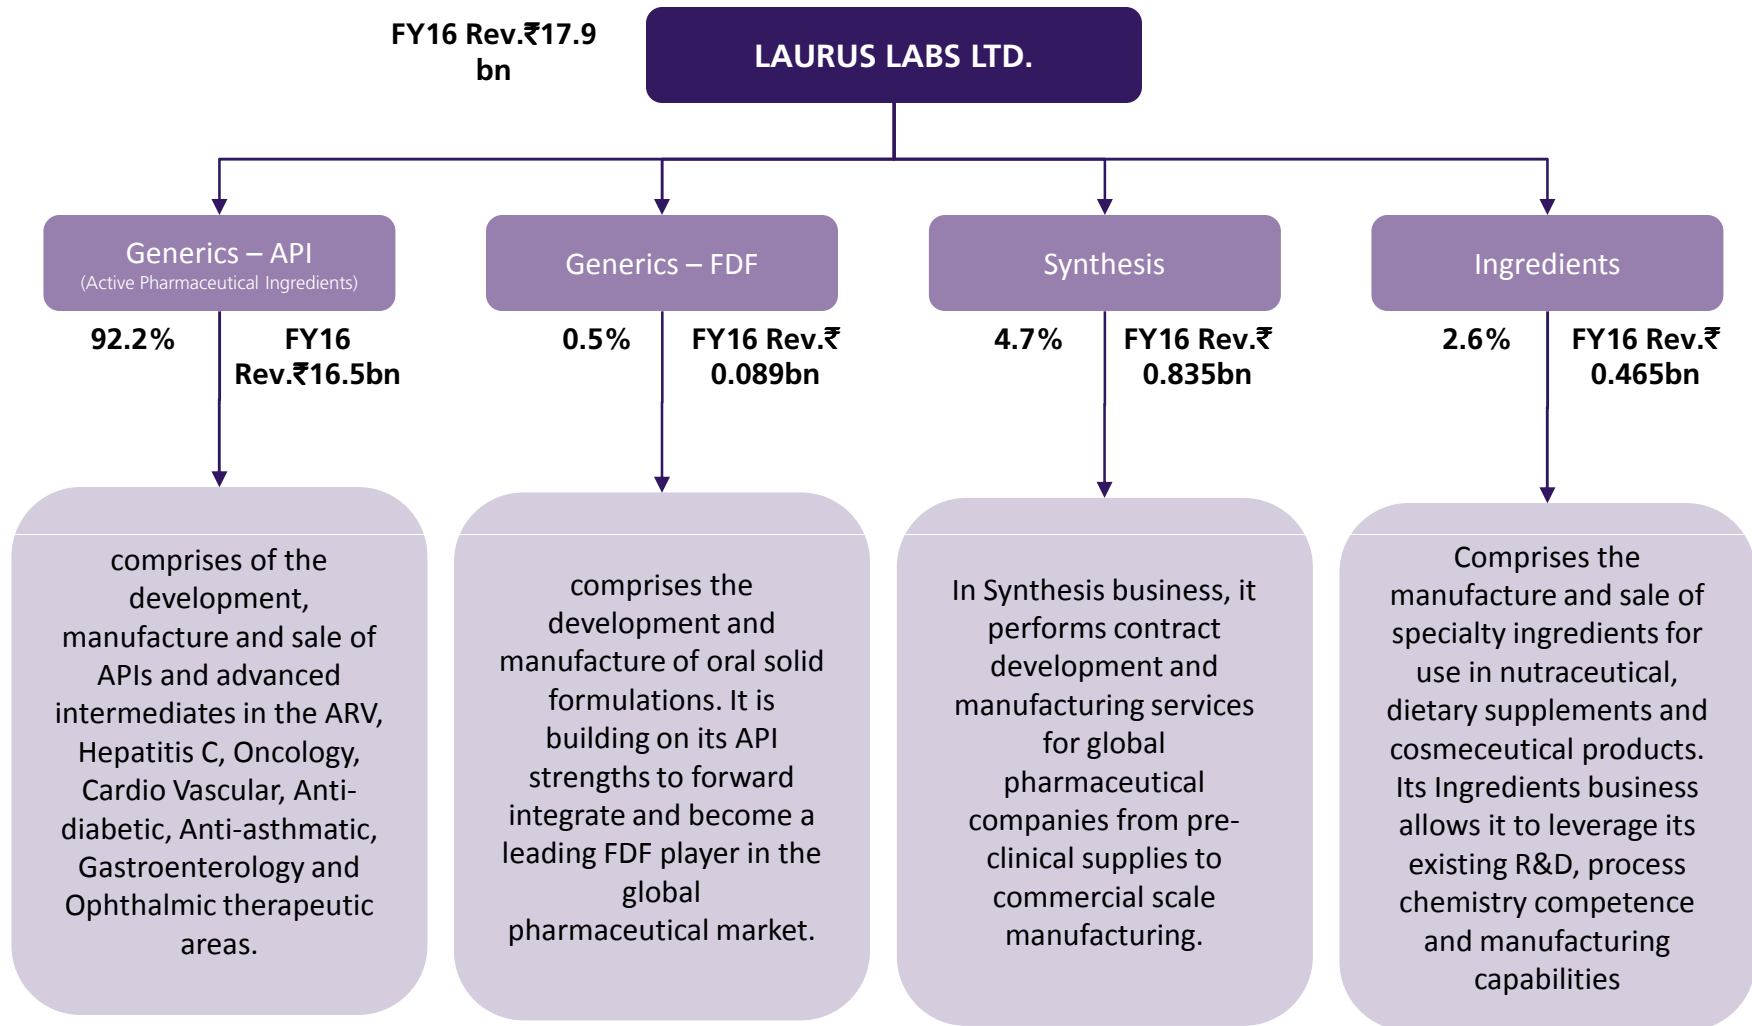 FY16 Rev.₹17.9
bn
LAURUS LABS LTD.
Generics – API
(Active Pharmaceutical Ingredients)
Generics – FDF
Synthesis
Ingredients
92.2%
FY16
Rev.₹16.5bn
0.5%
FY16 Rev.₹
0.089bn
4.7%
FY16 Rev.₹
0.835bn
2.6%
FY16 Rev.₹
0.465bn
comprises of the
development,
manufacture and sale of
APIs and advanced
intermediates in the ARV,
Hepatitis C, Oncology,
Cardio Vascular, Anti-
diabetic, Anti-asthmatic,
Gastroenterology and
Ophthalmic therapeutic
areas.
comprises the
development and
manufacture of oral solid
formulations. It is
building on its API
strengths to forward
integrate and become a
leading FDF player in the
global
pharmaceutical market.
In Synthesis business, it
performs contract
development and
manufacturing services
for global
pharmaceutical
companies from pre-
clinical supplies to
commercial scale
manufacturing.
Comprises the
manufacture and sale of
specialty ingredients for
use in nutraceutical,
dietary supplements and
cosmeceutical products.
Its Ingredients business
allows it to leverage its
existing R&D, process
chemistry competence
and manufacturing
capabilities